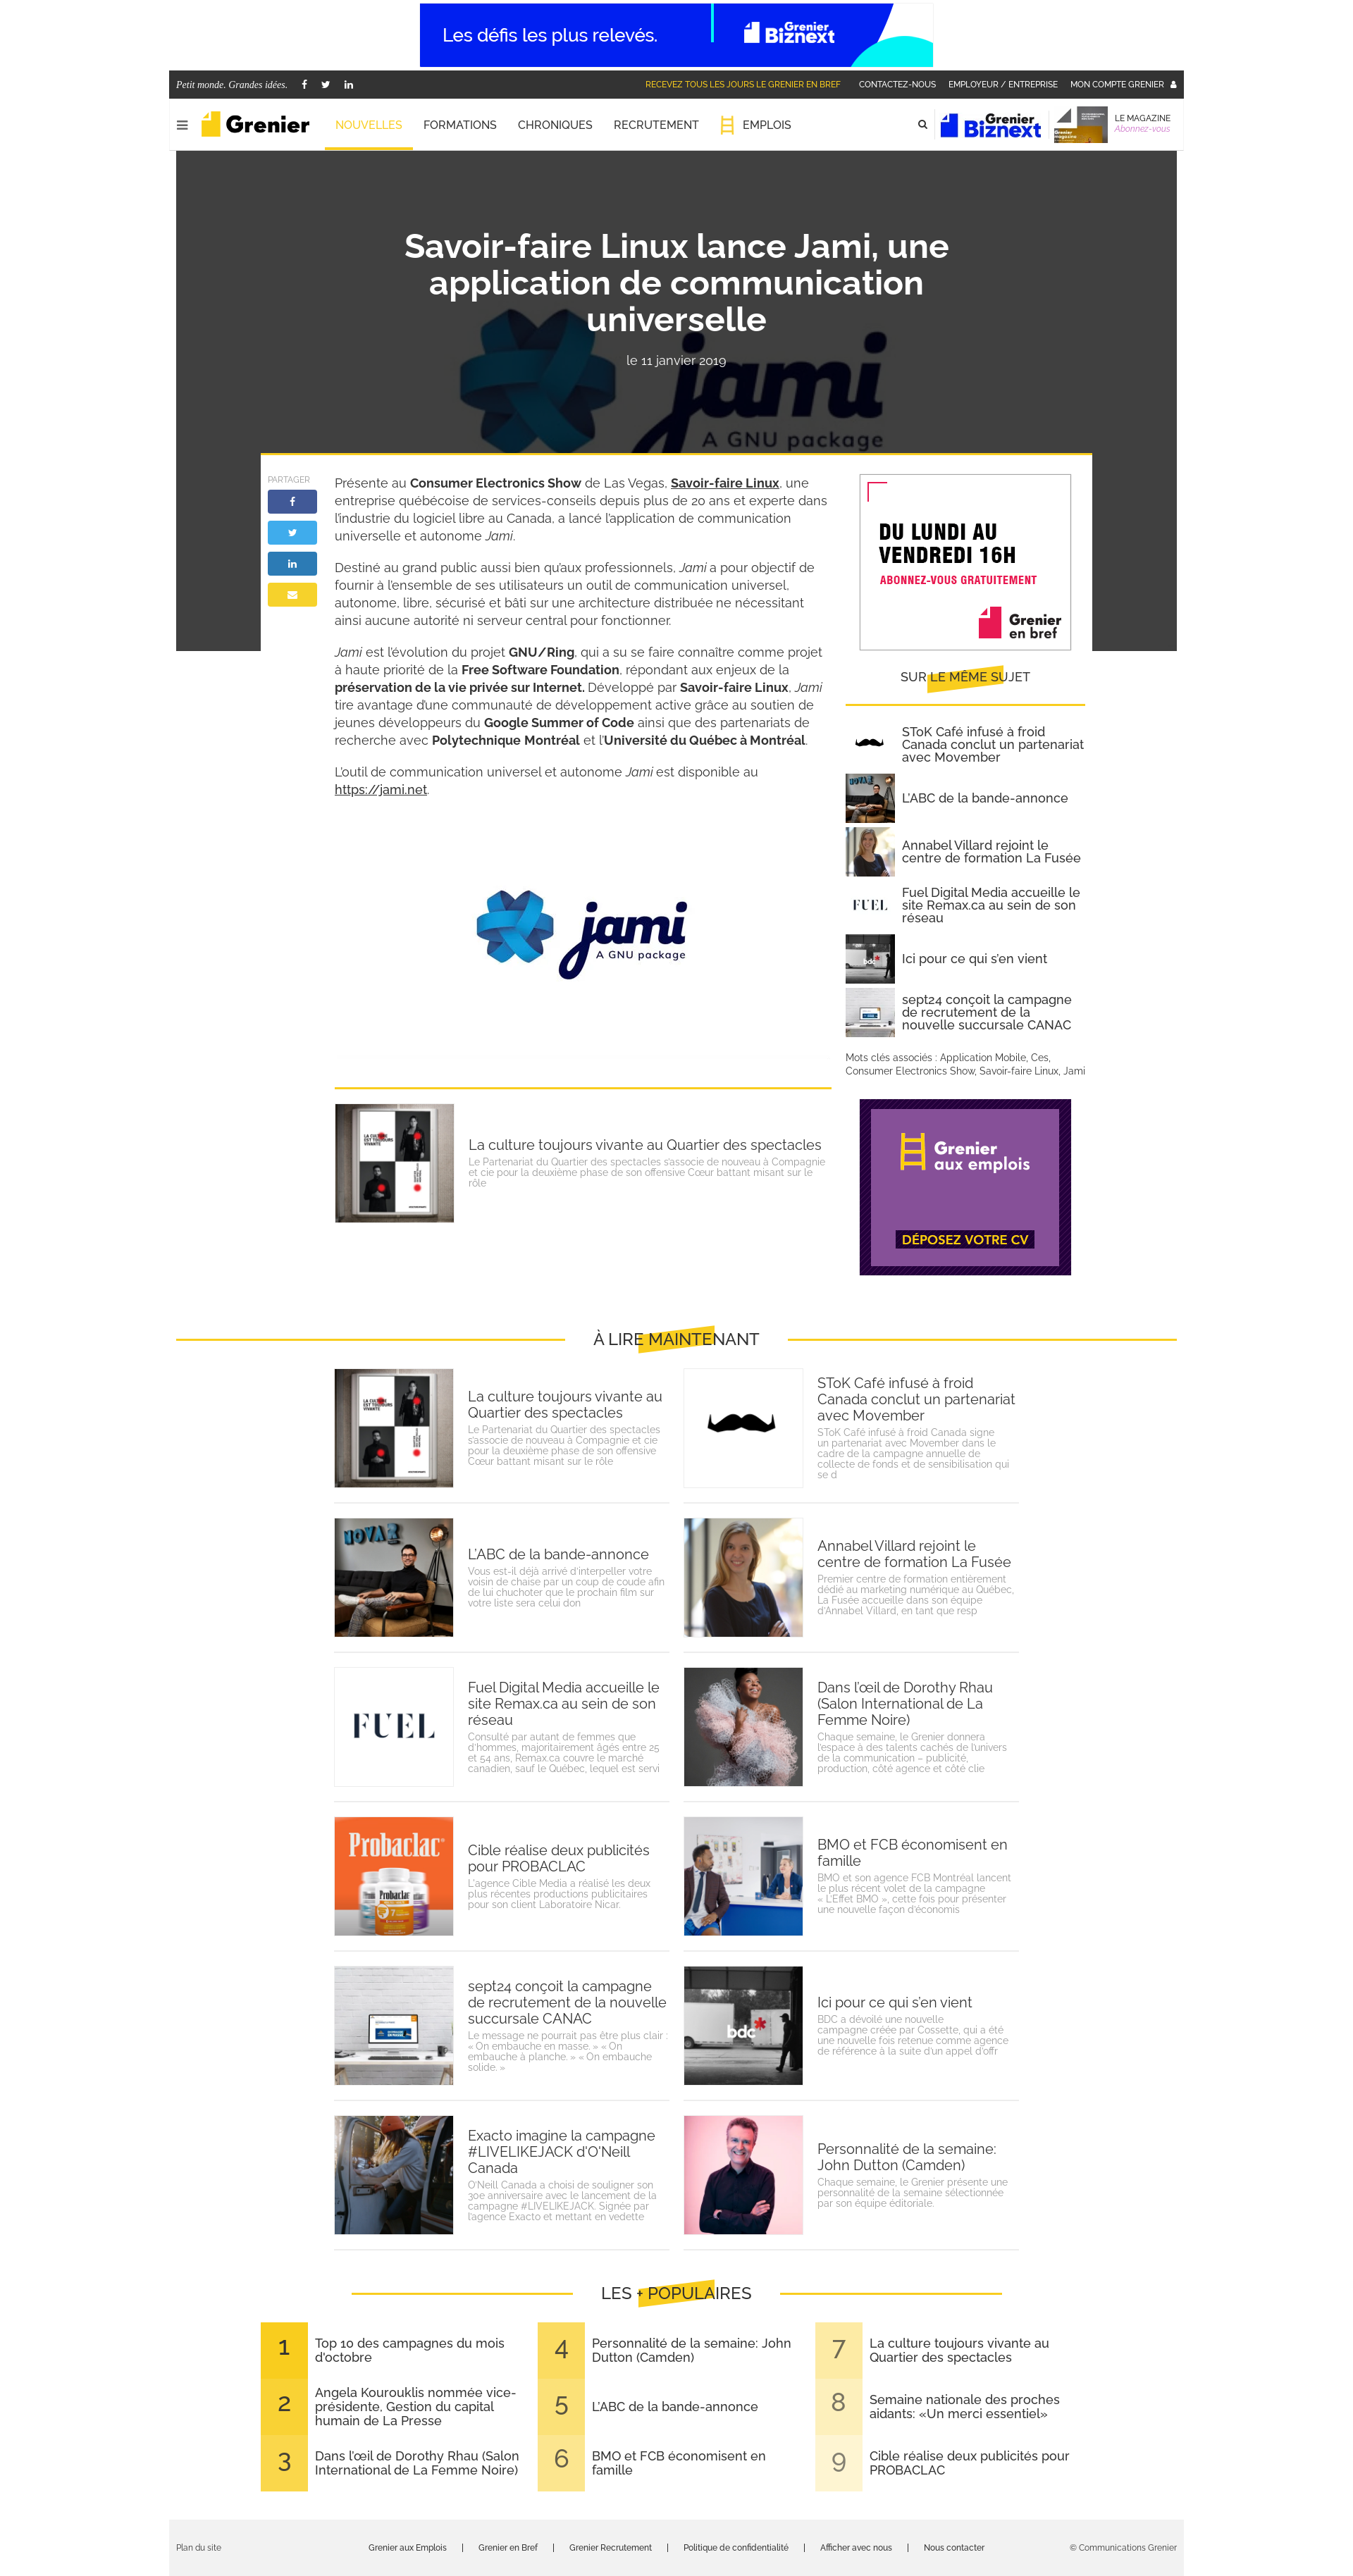 Les défis les plus relevés.
Grenier
Biznext
Petit monde. Grandes idées.
RECEVEZ TOUS LES JOURS LE GRENIER EN BREF
CONTACTEZ-NOUS
EMPLOYEUR / ENTREPRISE
MON COMPTE GRENIER
Grenier
NOUVELLES
FORMATIONS
CHRONIQUES
RECRUTEMENT
EMPLOIS
Grenier
Biznext
LE MAGAZINE
Abonnez-vous
Savoir-faire Linux lance Jami, une
application de communication
universelle
le 11 janvier 2019
jami
A GNU package
PARTAGER
Présente au Consumer Electronics Show de Las Vegas, Savoir-faire Linux, une
entreprise québécoise de services-conseils depuis plus de 20 ans et experte dans
l'industrie du logiciel libre au Canada, a lancé l'application de communication
universelle et autonome Jami.
Destiné au grand public aussi bien qu'aux professionnels, Jami a pour objectif de
fournir à l'ensemble de ses utilisateurs un outil de communication universel,
autonome, libre, sécurisé et bâti sur une architecture distribuée ne nécessitant
ainsi aucune autorité ni serveur central pour fonctionner.
Jami est l'évolution du projet GNU/Ring, qui a su se faire connaître comme projet
à haute priorité de la Free Software Foundation, répondant aux enjeux de la
préservation de la vie privée sur Internet. Développé par Savoir-faire Linux, Jami
tire avantage d'une communauté de développement active grâce au soutien de
jeunes développeurs du Google Summer of Code ainsi que des partenariats de
recherche avec Polytechnique Montréal et l'Université du Québec à Montréal.
L'outil de communication universel et autonome Jami est disponible au
https://jami.net.
jami
A GNU package
La culture toujours vivante au Quartier des spectacles
Le Partenariat du Quartier des spectacles s'associe de nouveau à Compagnie
et cie pour la deuxième phase de son offensive Cœur battant misant sur le
rôle
DU LUNDI AU
VENDREDI 16H
ABONNEZ-VOUS GRATUITEMENT
Grenier
en bref
SUR LE MÊME SUJET
SToK Café infusé à froid
Canada conclut un partenariat
avec Movember
L'ABC de la bande-annonce
Annabel Villard rejoint le
centre de formation La Fusée
FUEL
Fuel Digital Media accueille le
site Remax.ca au sein de son
réseau
bdc
Ici pour ce qui s'en vient
sept24 conçoit la campagne
de recrutement de la
nouvelle succursale CANAC
Mots clés associés : Application Mobile, Ces,
Consumer Electronics Show, Savoir-faire Linux, Jami
Grenier
aux emplois
DÉPOSEZ VOTRE CV
À LIRE MAINTENANT
LA CULTURE
EST TOUJOURS
VIVANTE
La culture toujours vivante au
Quartier des spectacles
Le Partenariat du Quartier des spectacles
s'associe de nouveau à Compagnie et cie
pour la deuxième phase de son offensive
Cœur battant misant sur le rôle
SToK Café infusé à froid
Canada conclut un partenariat
avec Movember
SToK Café infusé à froid Canada signe
un partenariat avec Movember dans le
cadre de la campagne annuelle de
collecte de fonds et de sensibilisation qui
se d
NOVA
L'ABC de la bande-annonce
Vous est-il déjà arrivé d'interpeller votre
voisin de chaise par un coup de coude afin
de lui chuchoter que le prochain film sur
votre liste sera celui don
Annabel Villard rejoint le
centre de formation La Fusée
Premier centre de formation entièrement
dédié au marketing numérique au Québec,
La Fusée accueille dans son équipe
d'Annabel Villard, en tant que resp
FUEL
Fuel Digital Media accueille le
site Remax.ca au sein de son
réseau
Consulté par autant de femmes que
d'hommes, majoritairement âgés entre 25
et 54 ans, Remax.ca couvre le marché
canadien, sauf le Québec, lequel est servi
Dans l'œil de Dorothy Rhau
(Salon International de La
Femme Noire)
Chaque semaine, le Grenier donnera
l'espace à des talents cachés de l'univers
de la communication – publicité,
production, côté agence et côté clie
Probaclac
Probaclac
Cible réalise deux publicités
pour PROBACLAC
L'agence Cible Media a réalisé les deux
plus récentes productions publicitaires
pour son client Laboratoire Nicar.
BMO et FCB économisent en
famille
BMO et son agence FCB Montréal lancent
le plus récent volet de la campagne
« L'Effet BMO », cette fois pour présenter
une nouvelle façon d'économis
sept24 conçoit la campagne
de recrutement de la nouvelle
succursale CANAC
Le message ne pourrait pas être plus clair :
« On embauche en masse. » « On
embauche à planche. » « On embauche
solide. »
bdc
Ici pour ce qui s'en vient
BDC a dévoilé une nouvelle
campagne créée par Cossette, qui a été
une nouvelle fois retenue comme agence
de référence à la suite d'un appel d'offr
Exacto imagine la campagne
#LIVELIKEJACK d'O'Neill
Canada
O'Neill Canada a choisi de souligner son
30e anniversaire avec le lancement de la
campagne #LIVELIKEJACK. Signée par
l'agence Exacto et mettant en vedette
Personnalité de la semaine:
John Dutton (Camden)
Chaque semaine, le Grenier présente une
personnalité de la semaine sélectionnée
par son équipe éditoriale.
LES + POPULAIRES
1
Top 10 des campagnes du mois
d'octobre
2
Angela Kourouklis nommée vice-
présidente, Gestion du capital
humain de La Presse
3
Dans l'œil de Dorothy Rhau (Salon
International de La Femme Noire)
4
Personnalité de la semaine: John
Dutton (Camden)
5
L'ABC de la bande-annonce
6
BMO et FCB économisent en
famille
7
La culture toujours vivante au
Quartier des spectacles
8
Semaine nationale des proches
aidants: «Un merci essentiel»
9
Cible réalise deux publicités pour
PROBACLAC
Plan du site
Grenier aux Emplois | Grenier en Bref | Grenier Recrutement | Politique de confidentialité | Afficher avec nous | Nous contacter
© Communications Grenier